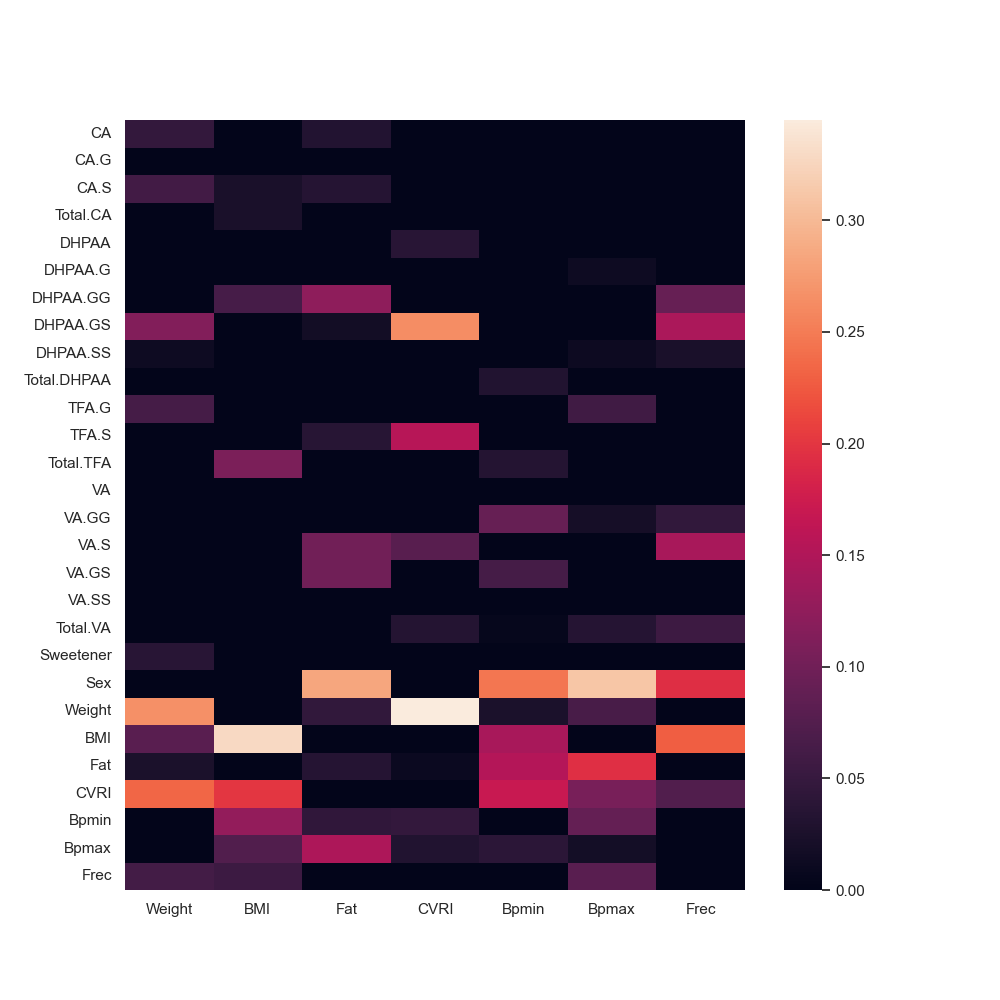 CA
CA.G
CA.S
Total.CA
DHPAA
DHPAA.G
DHPAA.GG
DHPAA.GS
DHPAA.SS
Total.DHPAA
TFA.G
TFA.S
Total.TFA
VA
VA.GG
VA.S
VA.GS
VA.SS
Total.VA
Sweetener
Sex
Weight
BMI
Fat
CVRI
Bpmin
Bpmax
Frec
Weight BMI Fat CVRI Bpmin Bpmax Frec
0.30
0.25
0.20
0.15
0.10
0.05
0.00